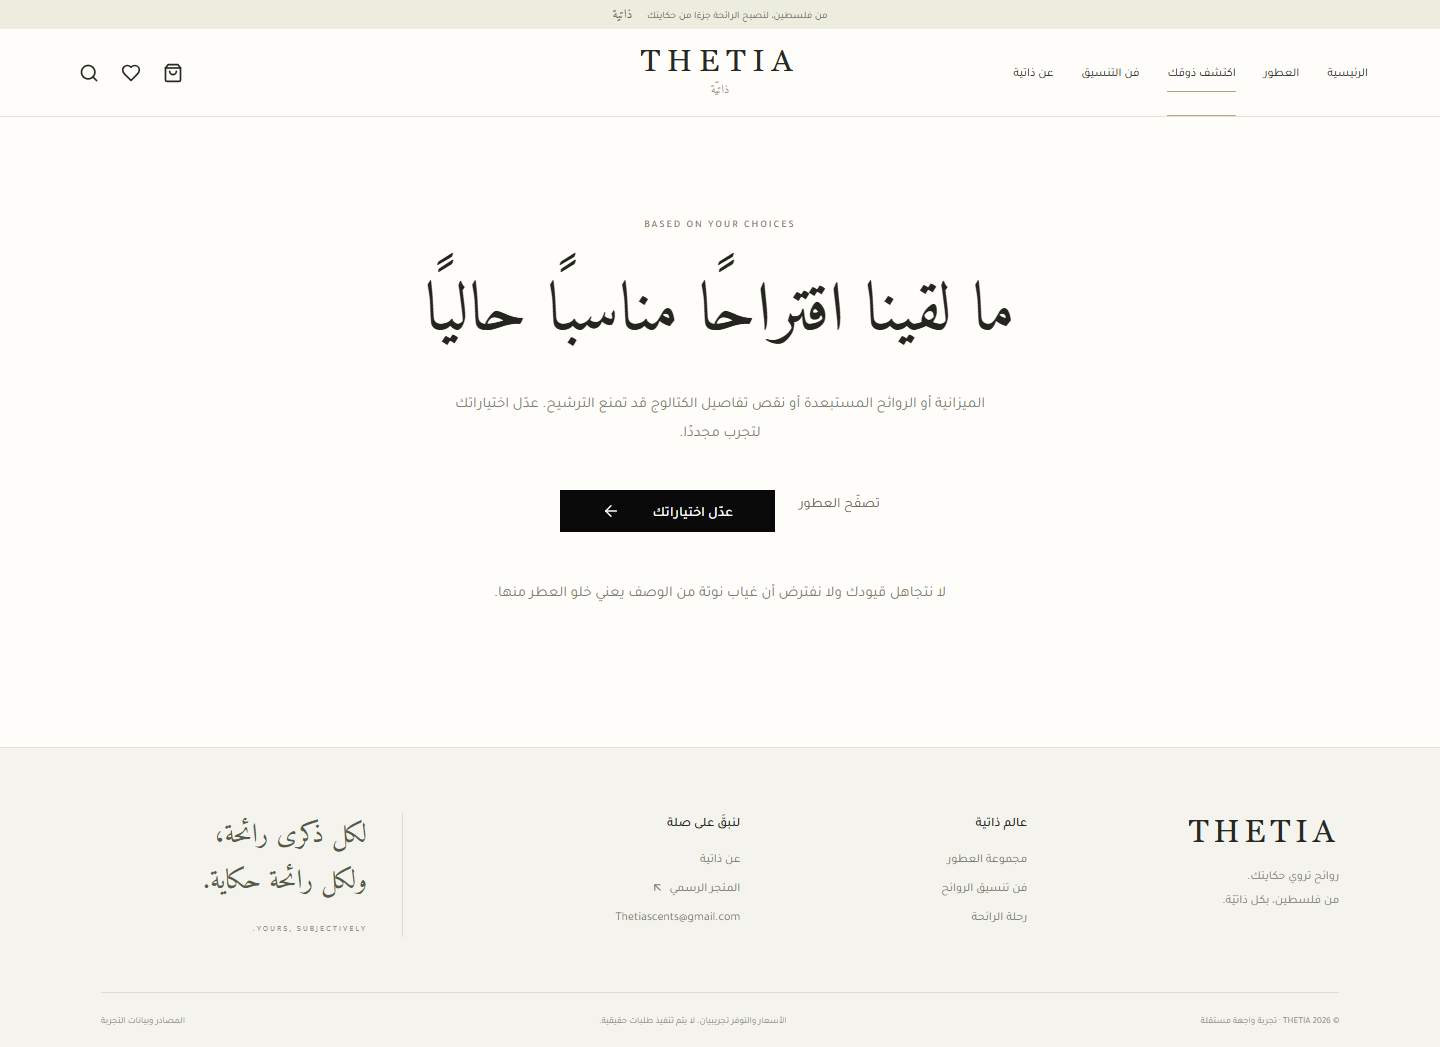 من فلسطين، لتصبح الرائحة جزءًا من حكايتك ذاتيّة
الرئيسية
العطور
اكتشف ذوقك
فن التنسيق
عن ذاتية
THETIA
ذاتيّة
BASED ON YOUR CHOICES
ما لقينا اقتراحًا مناسبًا حاليًا
الميزانية أو الروائح المستبعدة أو نقص تفاصيل الكتالوج قد تمنع الترشيح. عدّل اختياراتك
لتجرب مجددًا.
تصفّح العطور
عدّل اختياراتك
لا نتجاهل قيودك ولا نفترض أن غياب نوتة من الوصف يعني خلو العطر منها.
THETIA
روائح تروي حكايتك.
من فلسطين، بكل ذاتيّة.
عالم ذاتية
مجموعة العطور
فن تنسيق الروائح
رحلة الرائحة
لنبقَ على صلة
عن ذاتية
المتجر الرسمي
Thetiascents@gmail.com
لكل ذكرى رائحة،
ولكل رائحة حكاية.
.YOURS, SUBJECTIVELY
© 2026 THETIA · تجربة واجهة مستقلة
الأسعار والتوفر تجريبيان. لا يتم تنفيذ طلبات حقيقية.
المصادر وبيانات التجربة